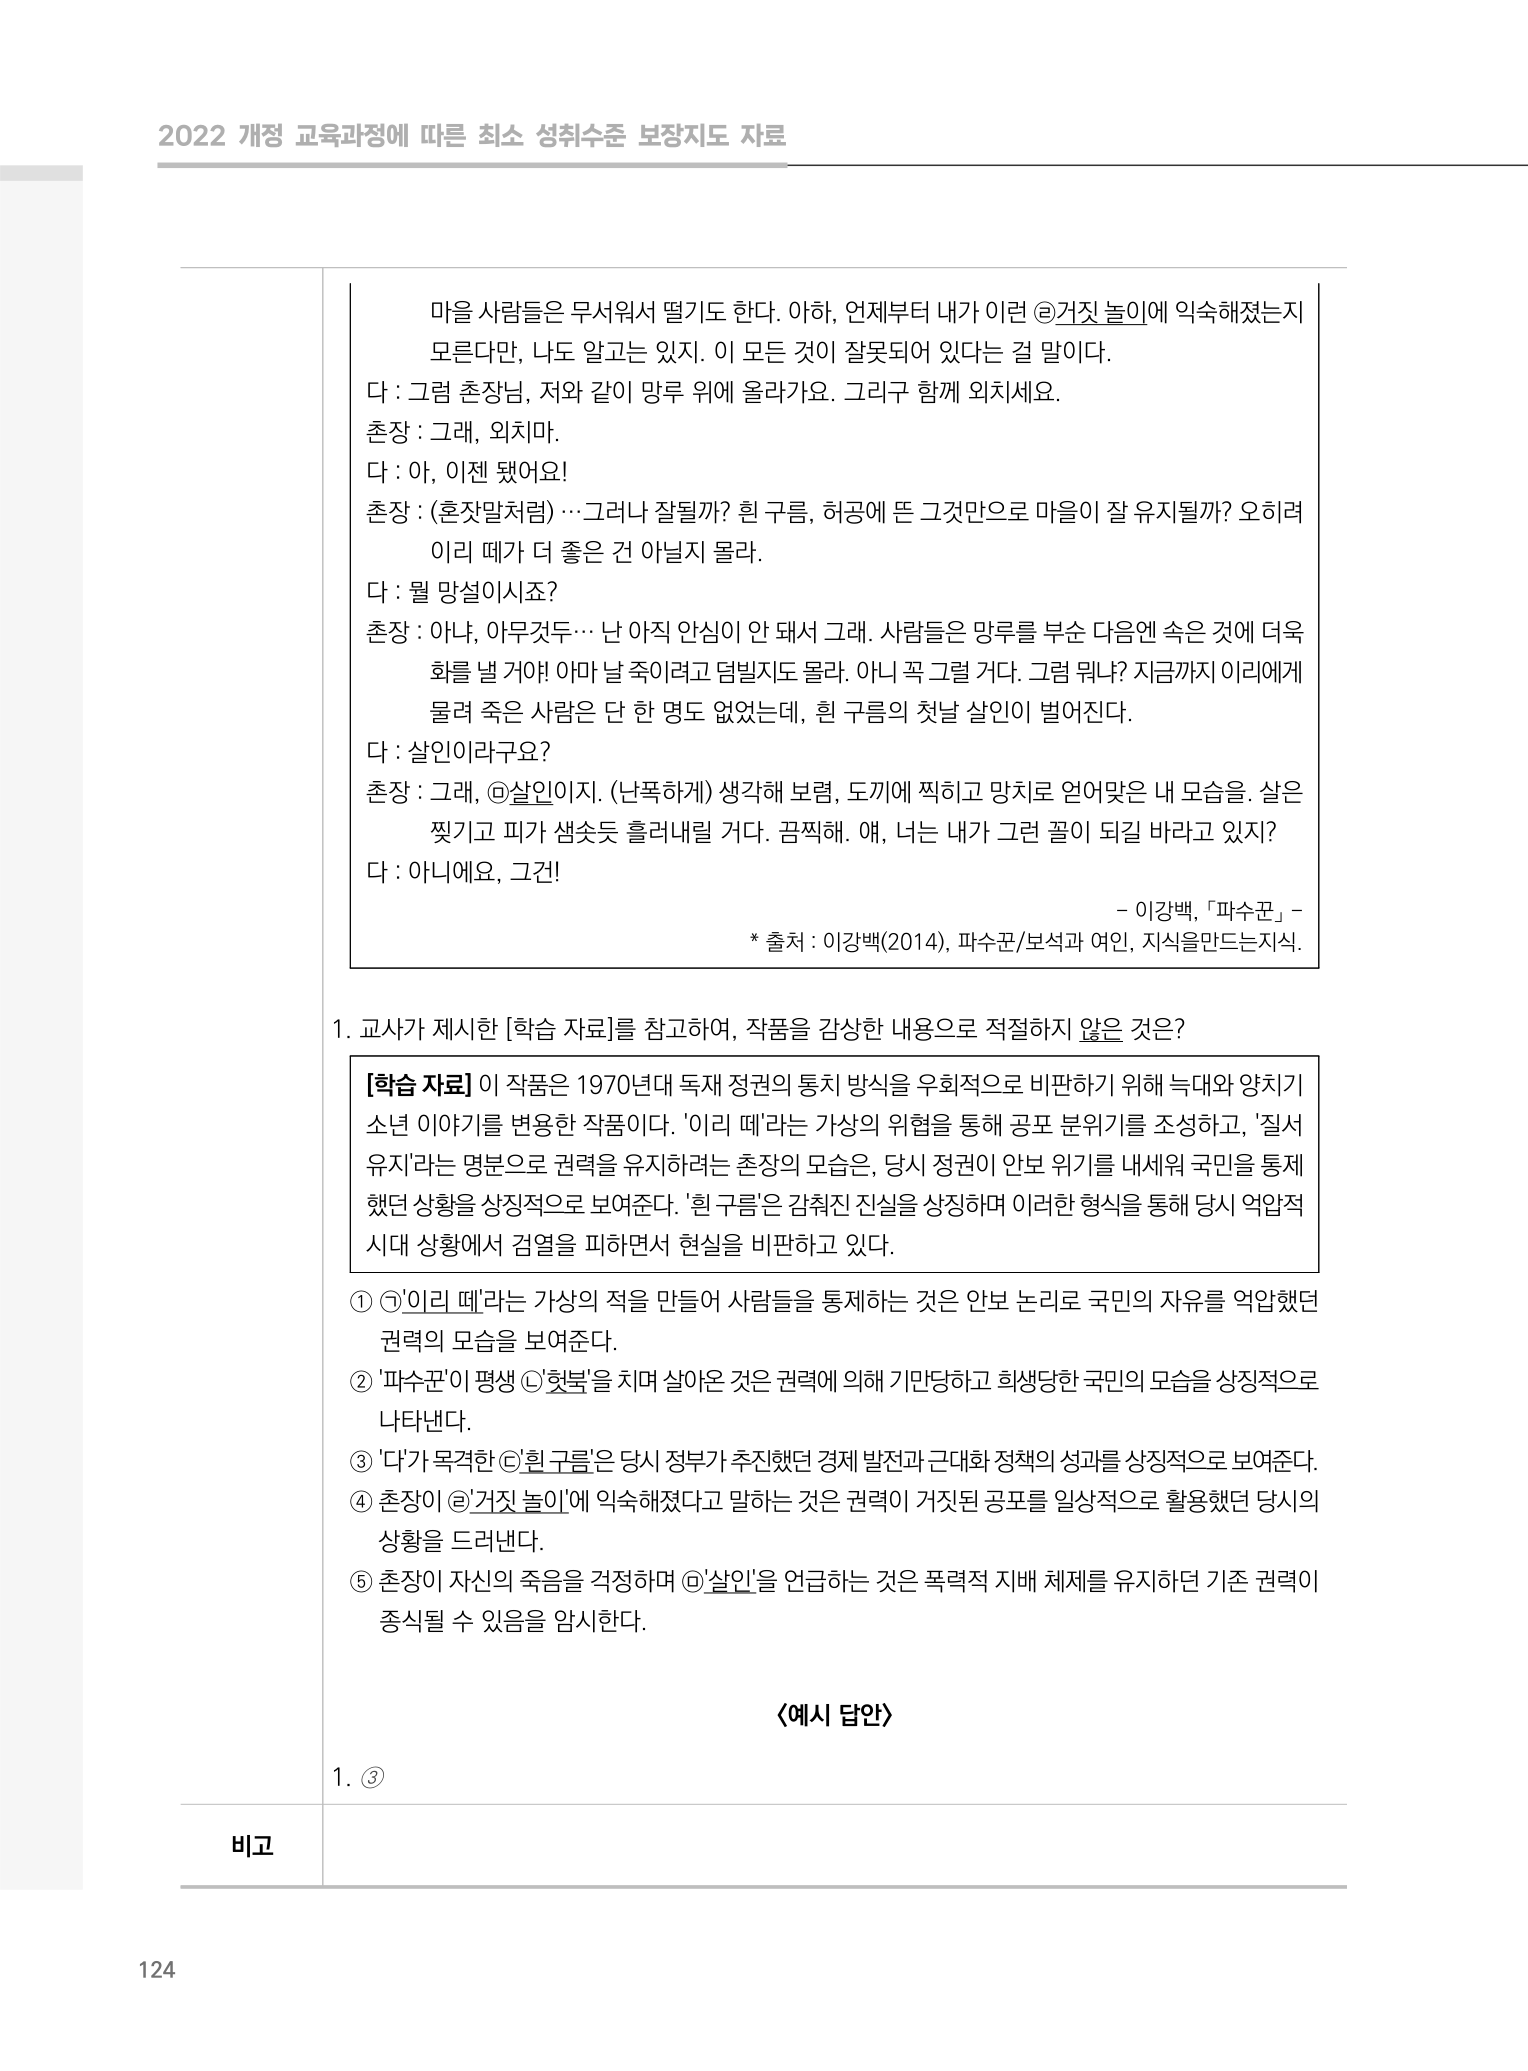 2022 개정 교육과정에 따른 최소 성취수준 보장지도 자료
마을 사람들은 무서워서 떨기도 한다. 아하, 언제부터 내가 이런 ㉣거짓 놀이에 익숙해졌는지
모른다만, 나도 알고는 있지. 이 모든 것이 잘못되어 있다는 걸 말이다.
다 : 그럼 촌장님, 저와 같이 망루 위에 올라가요. 그리구 함께 외치세요.
촌장 : 그래, 외치마.
다 : 아, 이젠 됐어요!
촌장 : (혼잣말처럼) …그러나 잘될까? 흰 구름, 허공에 뜬 그것만으로 마을이 잘 유지될까? 오히려
이리 떼가 더 좋은 건 아닐지 몰라.
다 : 뭘 망설이시죠?
촌장 : 아냐, 아무것두… 난 아직 안심이 안 돼서 그래. 사람들은 망루를 부순 다음엔 속은 것에 더욱
화를 낼 거야! 아마 날 죽이려고 덤빌지도 몰라. 아니 꼭 그럴 거다. 그럼 뭐냐? 지금까지 이리에게
물려 죽은 사람은 단 한 명도 없었는데, 흰 구름의 첫날 살인이 벌어진다.
다 : 살인이라구요?
촌장 : 그래, ㉤살인이지. (난폭하게) 생각해 보렴, 도끼에 찍히고 망치로 얻어맞은 내 모습을. 살은
찢기고 피가 샘솟듯 흘러내릴 거다. 끔찍해. 얘, 너는 내가 그런 꼴이 되길 바라고 있지?
다 : 아니에요, 그건!
- 이강백, 「파수꾼」 -
* 출처 : 이강백(2014), 파수꾼/보석과 여인, 지식을만드는지식.
1. 교사가 제시한 [학습 자료]를 참고하여, 작품을 감상한 내용으로 적절하지 않은 것은?
[학습 자료] 이 작품은 1970년대 독재 정권의 통치 방식을 우회적으로 비판하기 위해 늑대와 양치기
소년 이야기를 변용한 작품이다. '이리 떼'라는 가상의 위협을 통해 공포 분위기를 조성하고, '질서
유지'라는 명분으로 권력을 유지하려는 촌장의 모습은, 당시 정권이 안보 위기를 내세워 국민을 통제
했던 상황을 상징적으로 보여준다. '흰 구름'은 감춰진 진실을 상징하며 이러한 형식을 통해 당시 억압적
시대 상황에서 검열을 피하면서 현실을 비판하고 있다.
① ㉠'이리 떼'라는 가상의 적을 만들어 사람들을 통제하는 것은 안보 논리로 국민의 자유를 억압했던
권력의 모습을 보여준다.
② '파수꾼'이 평생 ㉡'헛북'을 치며 살아온 것은 권력에 의해 기만당하고 희생당한 국민의 모습을 상징적으로
나타낸다.
③ '다'가 목격한 ㉢'흰 구름'은 당시 정부가 추진했던 경제 발전과 근대화 정책의 성과를 상징적으로 보여준다.
④ 촌장이 ㉣'거짓 놀이'에 익숙해졌다고 말하는 것은 권력이 거짓된 공포를 일상적으로 활용했던 당시의
상황을 드러낸다.
⑤ 촌장이 자신의 죽음을 걱정하며 ㉤'살인'을 언급하는 것은 폭력적 지배 체제를 유지하던 기존 권력이
종식될 수 있음을 암시한다.
〈예시 답안〉
1. ③
비고
124